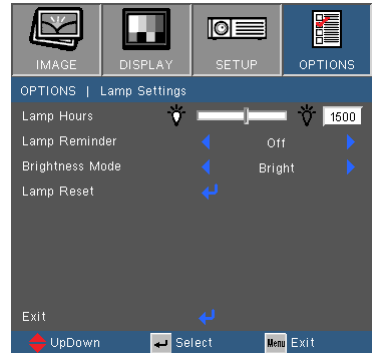 IMAGE DISPLAY SETUP OPTIONS
OPTIONS | Lamp Settings
Lamp Hours 1500
Lamp Reminder Off
Brightness Mode Bright
Lamp Reset
Exit
UpDown Select Menu Exit